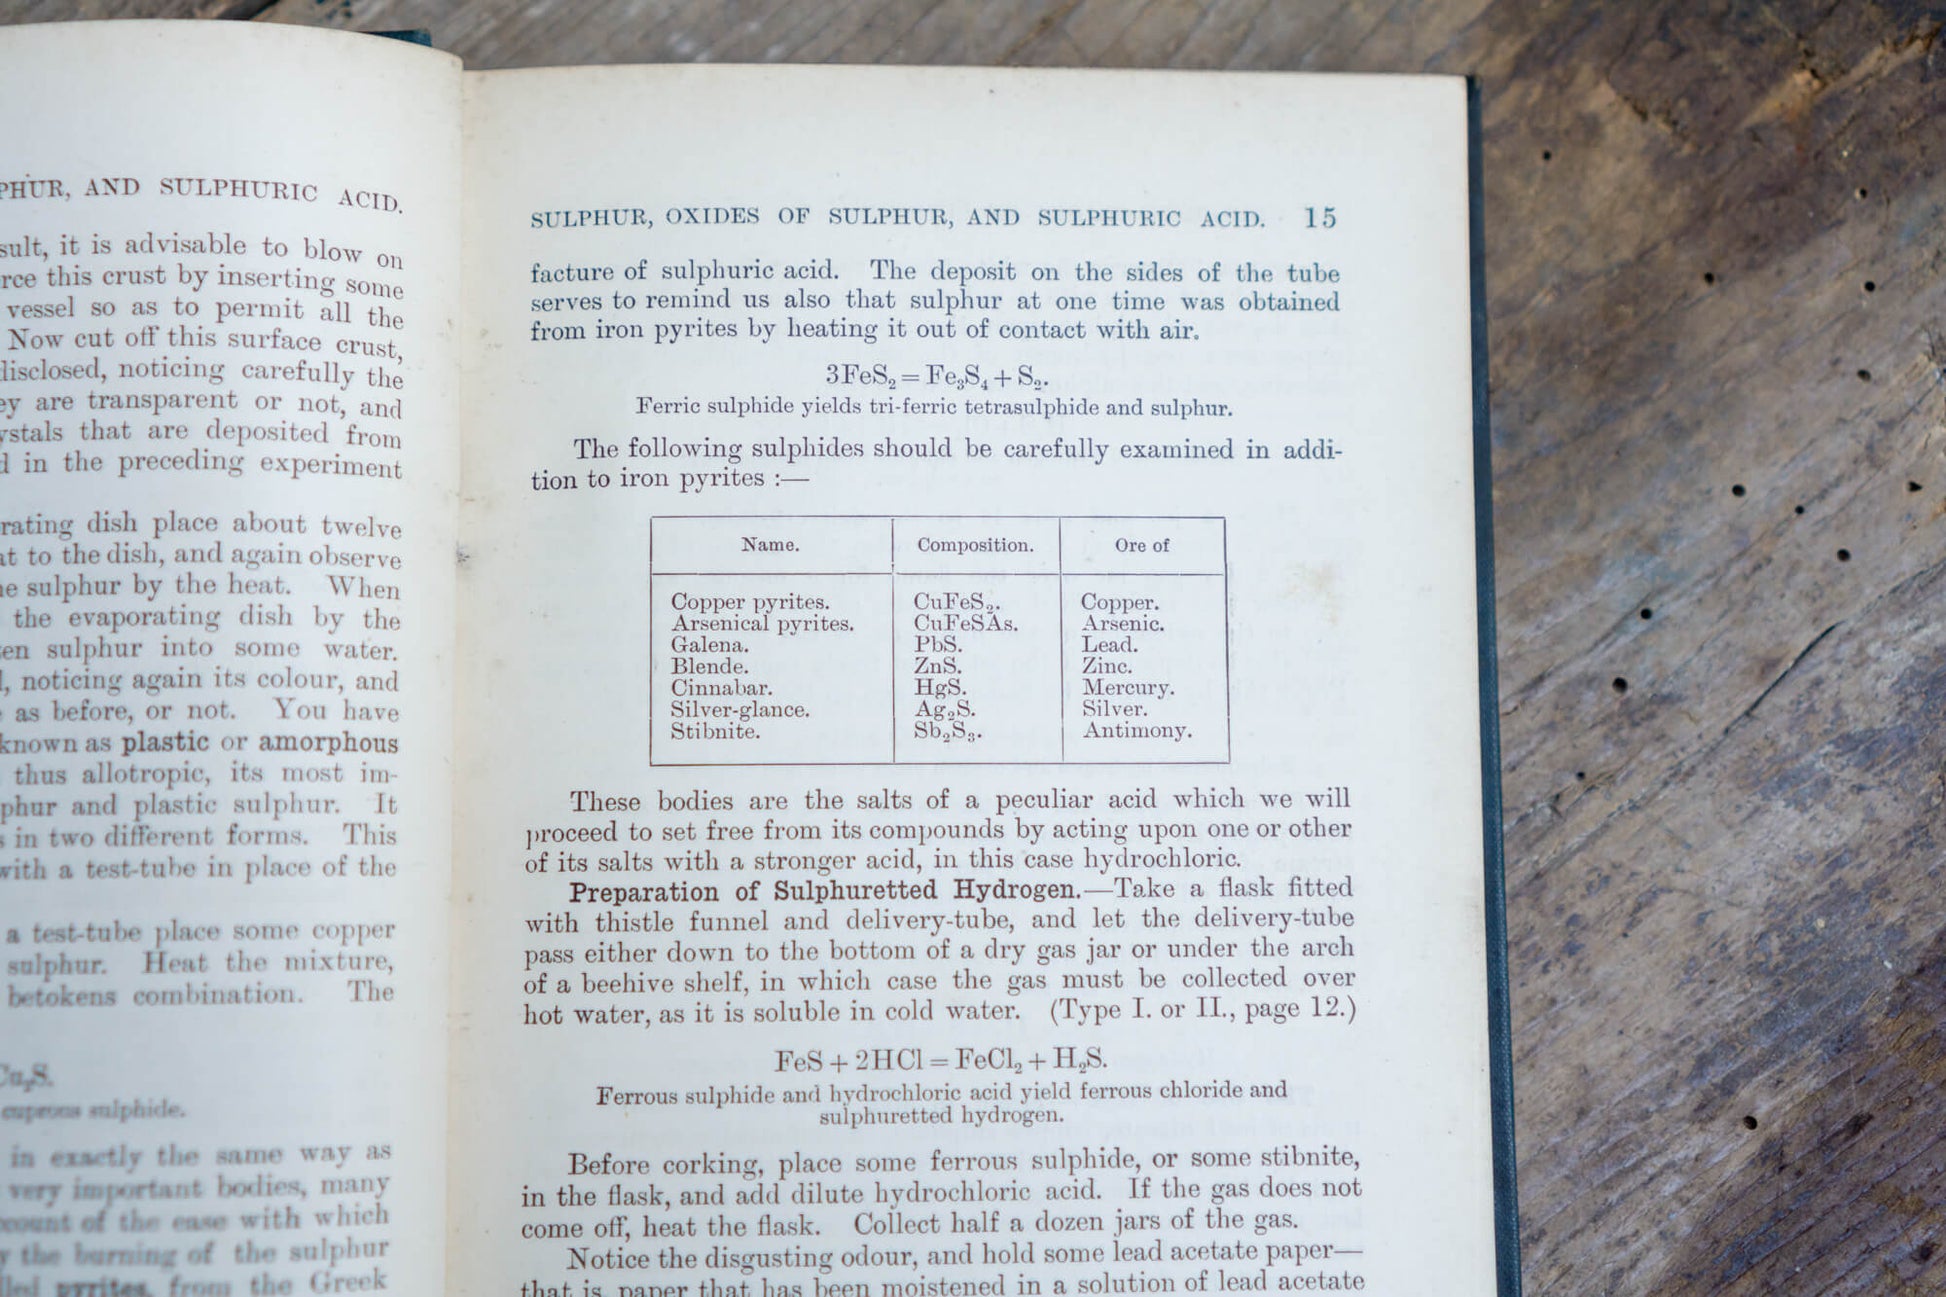 PHUR, AND SULPHURIC ACID.
sult, it is advisable to blow on
rce this crust by inserting some
vessel so as to permit all the
Now cut off this surface crust,
disclosed, noticing carefully the
ey are transparent or not, and
rystals that are deposited from
d in the preceding experiment
rating dish place about twelve
at to the dish, and again observe
ne sulphur by the heat. When
the evaporating dish by the
en sulphur into some water.
l, noticing again its colour, and
as before, or not. You have
known as plastic or amorphous
thus allotropic, its most im-
phur and plastic sulphur. It
s in two different forms. This
with a test-tube in place of the
a test-tube place some copper
sulphur. Heat the mixture,
betokens combination. The
Cu₂S.
cuprous sulphide.
in exactly the same way as
very important bodies, many
count of the ease with which
y the burning of the sulphur
lled pyrites, from the Greek
SULPHUR, OXIDES OF SULPHUR, AND SULPHURIC ACID. 15
facture of sulphuric acid. The deposit on the sides of the tube
serves to remind us also that sulphur at one time was obtained
from iron pyrites by heating it out of contact with air.
3FeS₂ = Fe₃S₄ + S₂.
Ferric sulphide yields tri-ferric tetrasulphide and sulphur.
The following sulphides should be carefully examined in addi-
tion to iron pyrites :—
Name. Composition. Ore of
Copper pyrites. CuFeS₂. Copper.
Arsenical pyrites. CuFeSAs. Arsenic.
Galena. PbS. Lead.
Blende. ZnS. Zinc.
Cinnabar. HgS. Mercury.
Silver-glance. Ag₂S. Silver.
Stibnite. Sb₂S₃. Antimony.
These bodies are the salts of a peculiar acid which we will
proceed to set free from its compounds by acting upon one or other
of its salts with a stronger acid, in this case hydrochloric.
Preparation of Sulphuretted Hydrogen.—Take a flask fitted
with thistle funnel and delivery-tube, and let the delivery-tube
pass either down to the bottom of a dry gas jar or under the arch
of a beehive shelf, in which case the gas must be collected over
hot water, as it is soluble in cold water. (Type I. or II., page 12.)
FeS + 2HCl = FeCl₂ + H₂S.
Ferrous sulphide and hydrochloric acid yield ferrous chloride and
sulphuretted hydrogen.
Before corking, place some ferrous sulphide, or some stibnite,
in the flask, and add dilute hydrochloric acid. If the gas does not
come off, heat the flask. Collect half a dozen jars of the gas.
Notice the disgusting odour, and hold some lead acetate paper—
that is, paper that has been moistened in a solution of lead acetate